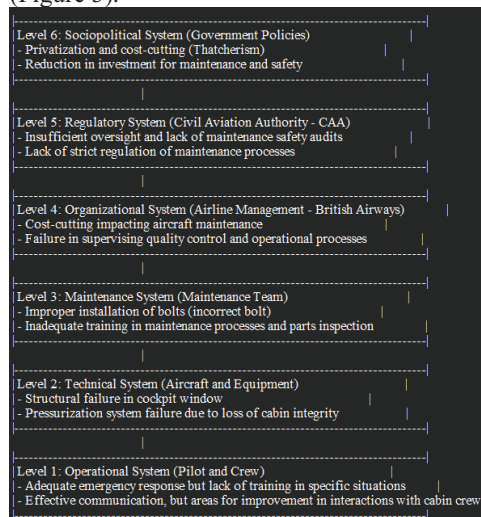 (Figure 3).
Level 6: Sociopolitical System (Government Policies)
- Privatization and cost-cutting (Thatcherism)
- Reduction in investment for maintenance and safety
Level 5: Regulatory System (Civil Aviation Authority - CAA)
- Insufficient oversight and lack of maintenance safety audits
- Lack of strict regulation of maintenance processes
Level 4: Organizational System (Airline Management - British Airways)
- Cost-cutting impacting aircraft maintenance
- Failure in supervising quality control and operational processes
Level 3: Maintenance System (Maintenance Team)
- Improper installation of bolts (incorrect bolt)
- Inadequate training in maintenance processes and parts inspection
Level 2: Technical System (Aircraft and Equipment)
- Structural failure in cockpit window
- Pressurization system failure due to loss of cabin integrity
Level 1: Operational System (Pilot and Crew)
- Adequate emergency response but lack of training in specific situations
- Effective communication, but areas for improvement in interactions with cabin crew